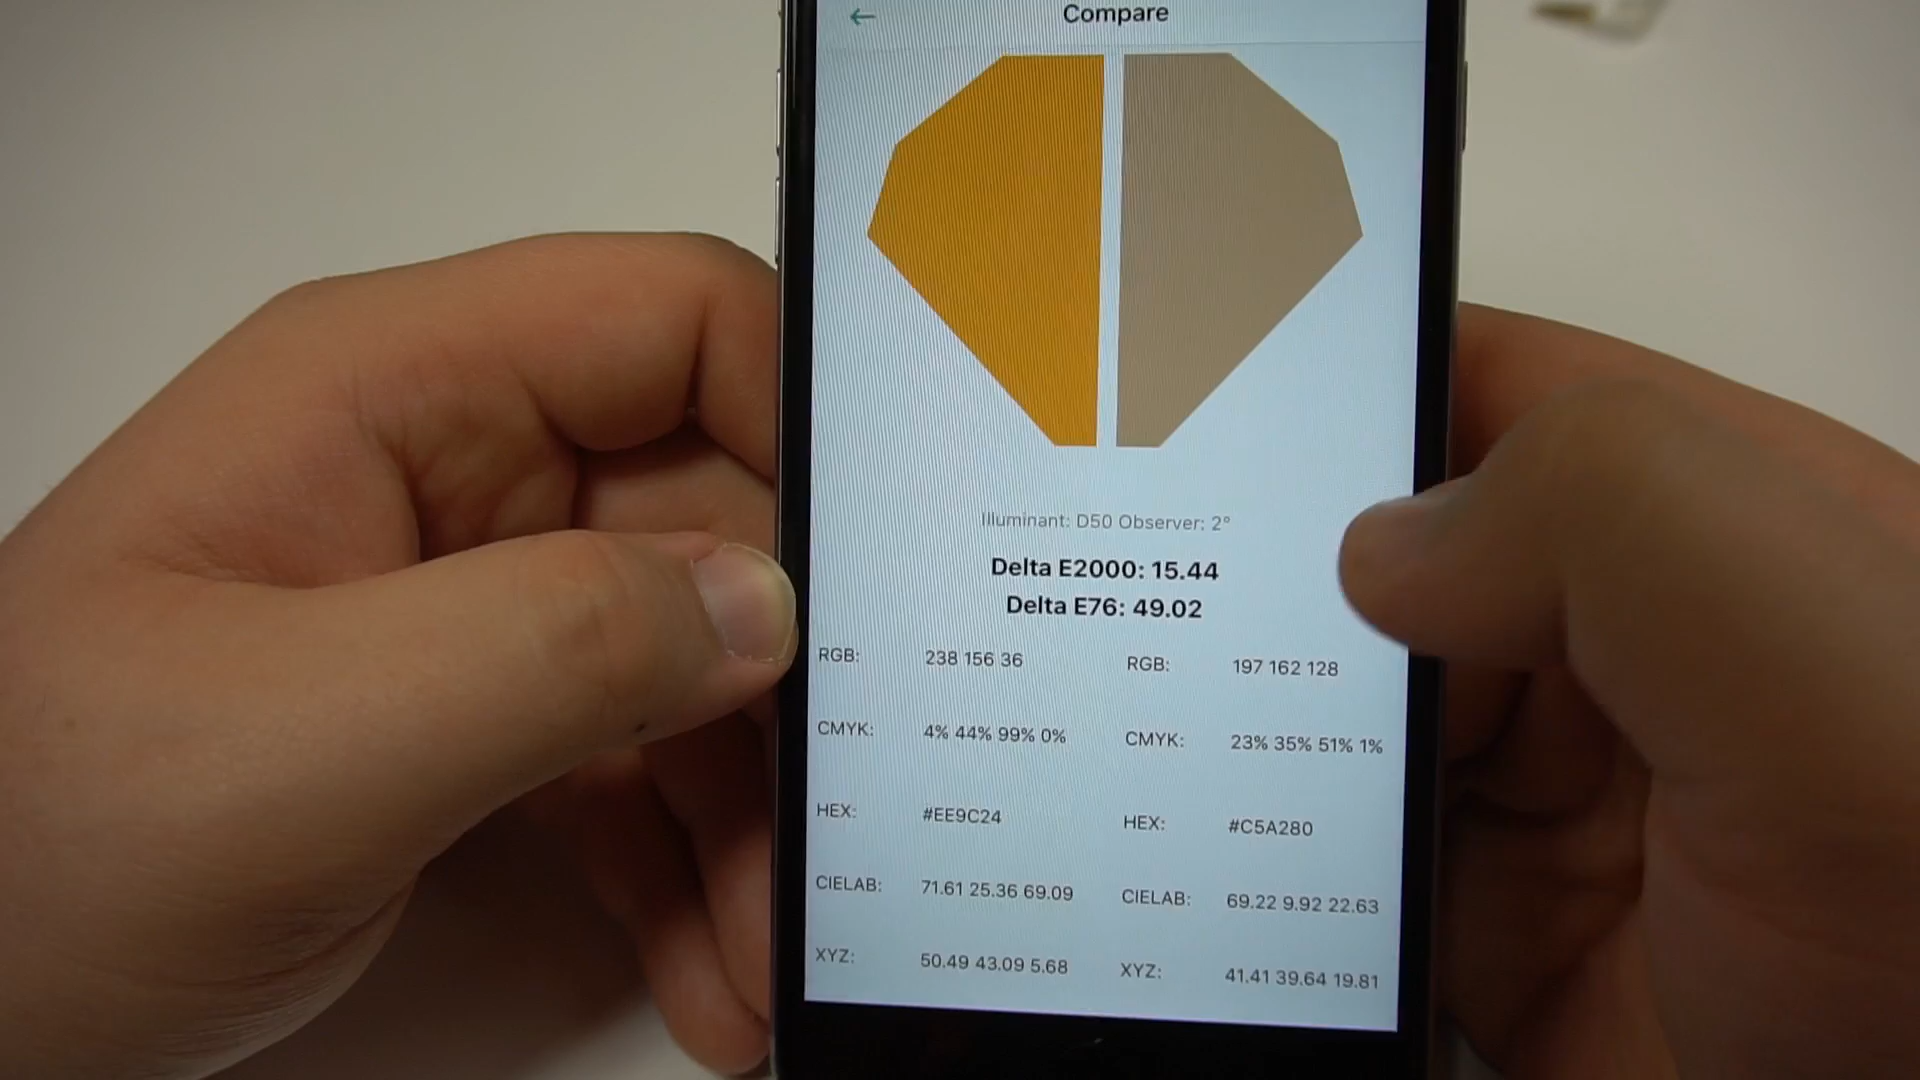 Compare
Illuminant: D50 Observer: 2°
Delta E2000: 15.44
Delta E76: 49.02
RGB: 238 156 36 RGB: 197 162 128
CMYK: 4% 44% 99% 0% CMYK: 23% 35% 51% 1%
HEX: #EE9C24 HEX: #C5A280
CIELAB: 71.61 25.36 69.09 CIELAB: 69.22 9.92 22.63
XYZ: 50.49 43.09 5.68 XYZ: 41.41 39.64 19.81